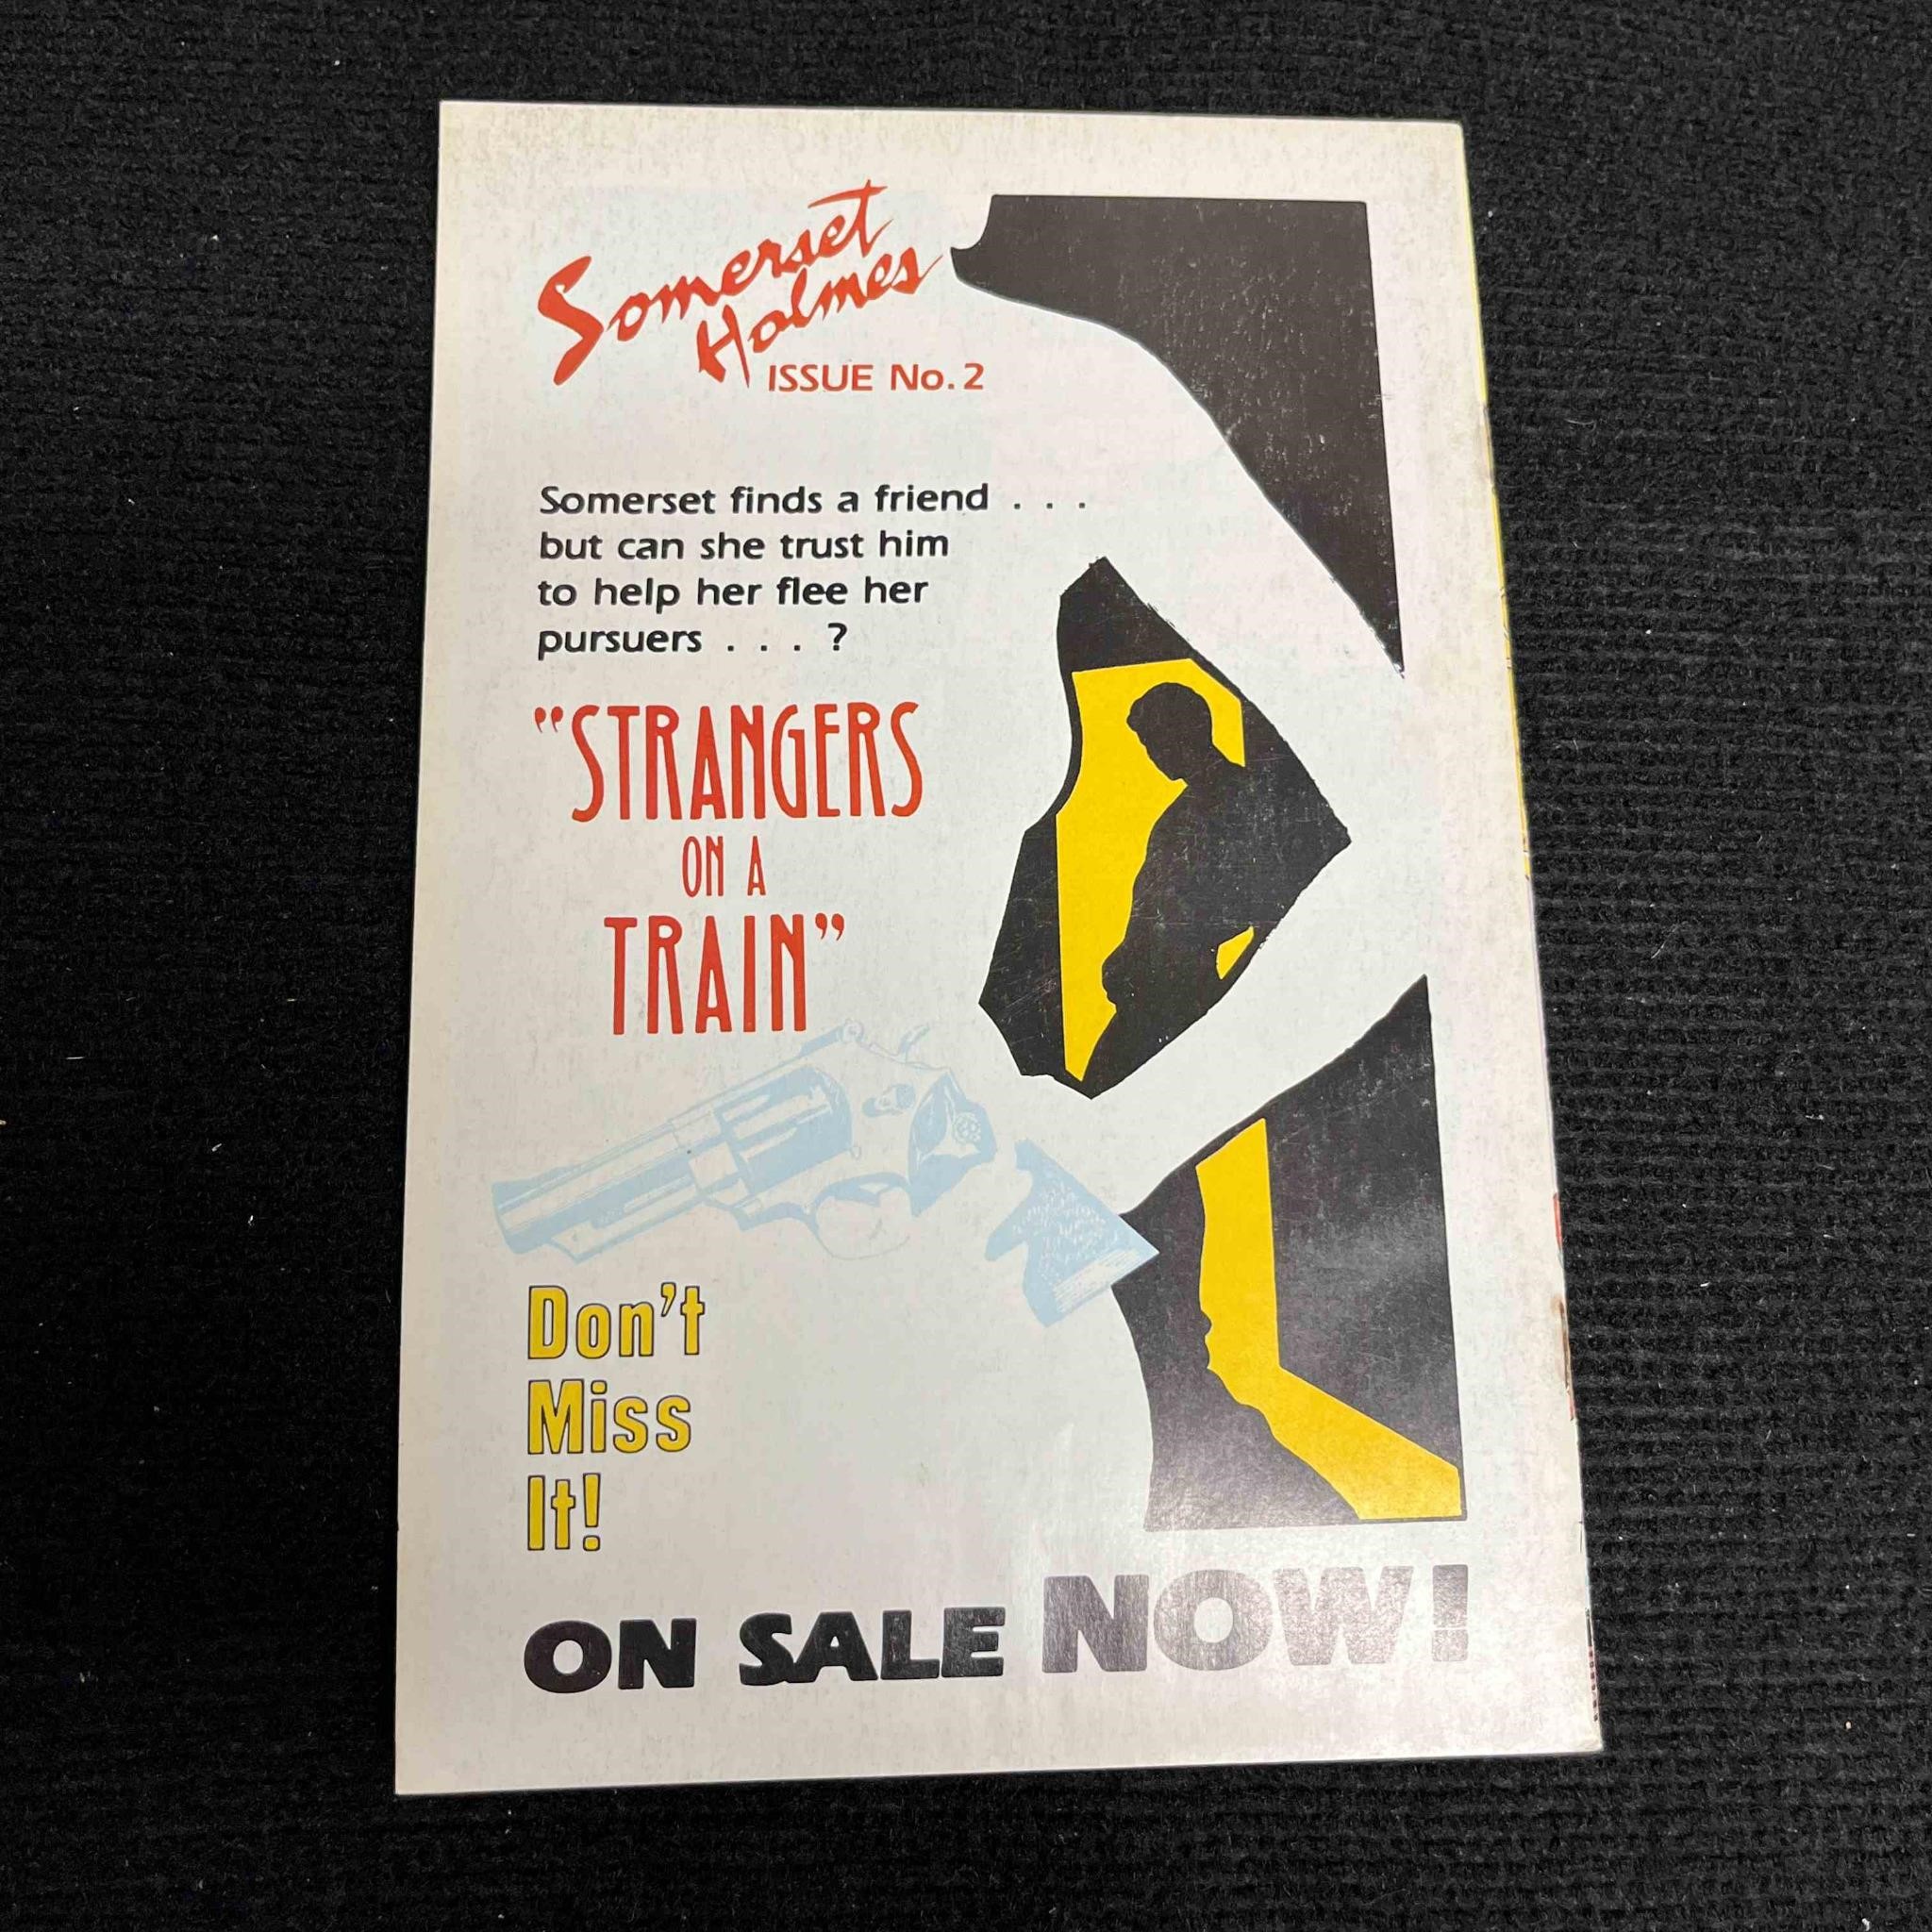 Somerset
Holmes
ISSUE No. 2
Somerset finds a friend . . .
but can she trust him
to help her flee her
pursuers . . . ?
"STRANGERS
ON A
TRAIN"
Don't
Miss
It!
ON SALE NOW!